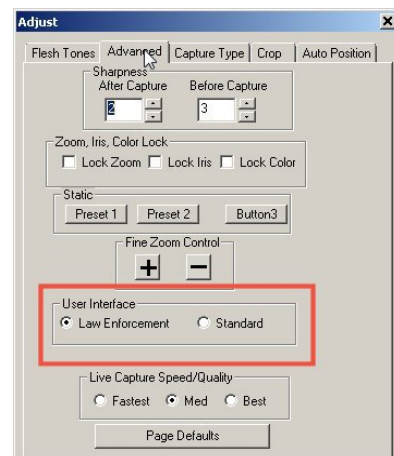 Adjust
Flesh Tones Advanced Capture Type Crop Auto Position
Sharpness
After Capture Before Capture
2 3
Zoom, Iris, Color Lock
Lock Zoom Lock Iris Lock Color
Static
Preset 1 Preset 2 Button3
Fine Zoom Control
+ −
User Interface
Law Enforcement Standard
Live Capture Speed/Quality
Fastest Med Best
Page Defaults